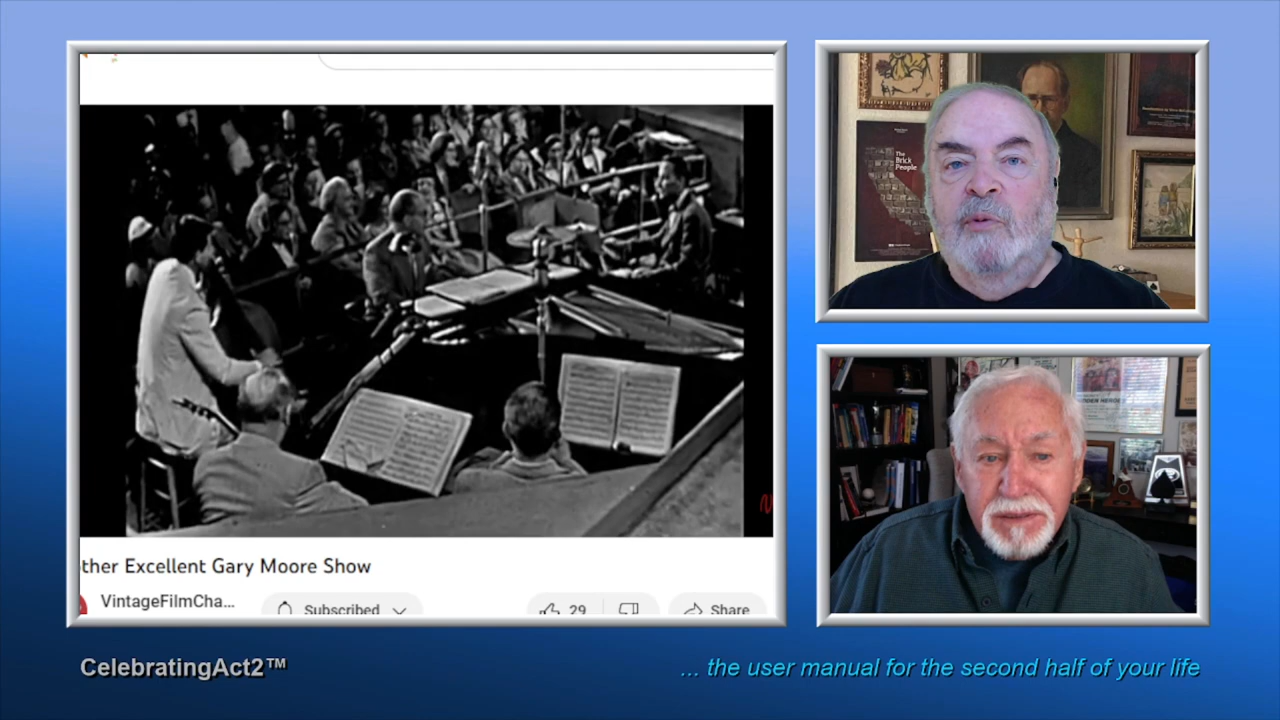 The
Brick
People
ther Excellent Gary Moore Show
VintageFilmCha...
Subscribed
29
Share
CelebratingAct2™
... the user manual for the second half of your life